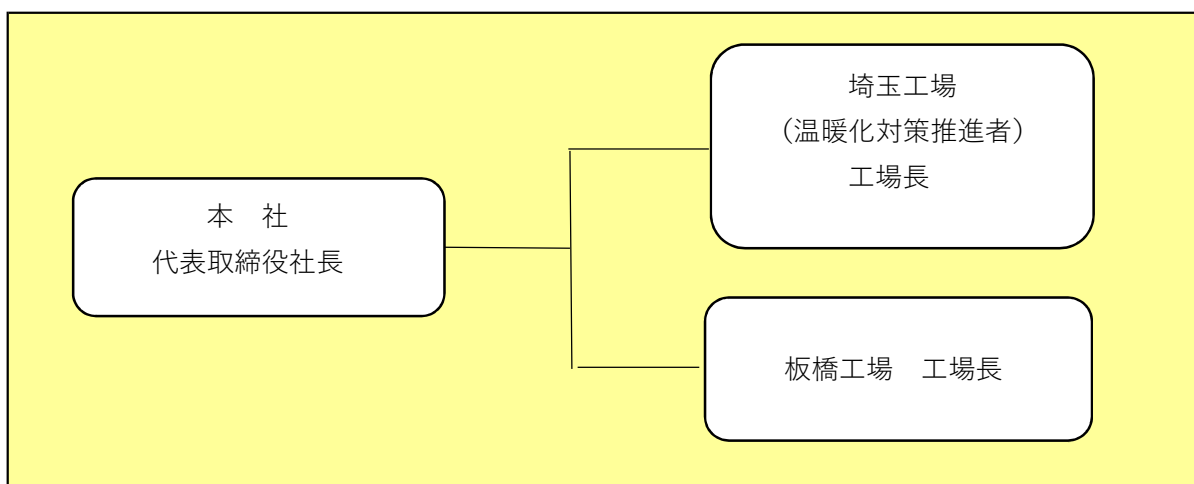 本　社
代表取締役社長
埼玉工場
（温暖化対策推進者）
工場長
板橋工場　工場長